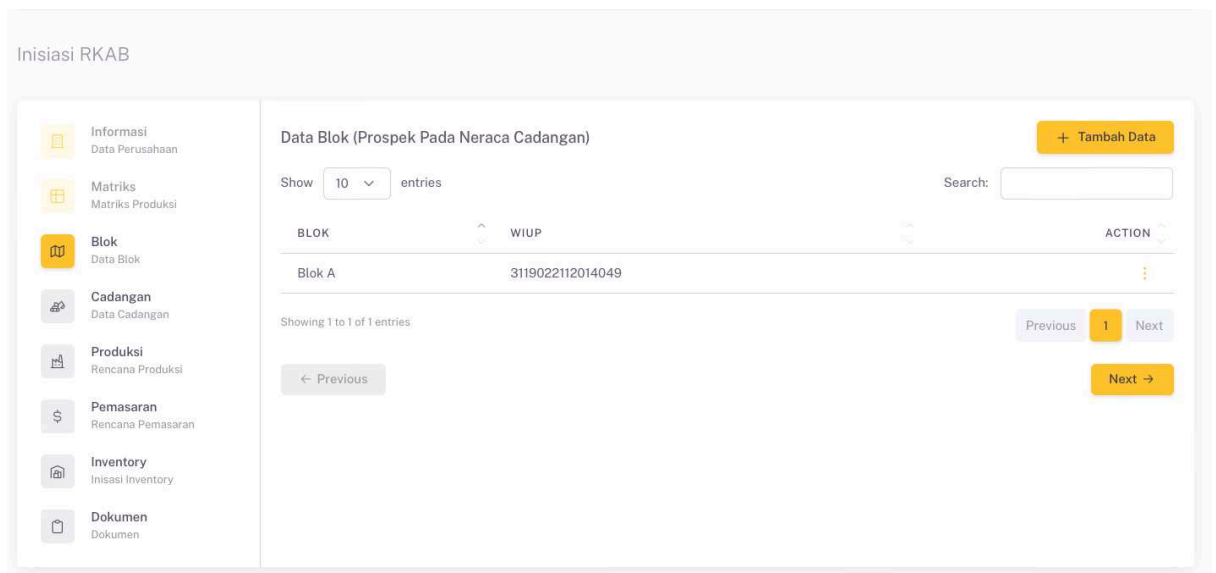 Inisiasi RKAB
Informasi
Data Perusahaan
Matriks
Matriks Produksi
Blok
Data Blok
Cadangan
Data Cadangan
Produksi
Rencana Produksi
Pemasaran
Rencana Pemasaran
Inventory
Inisasi Inventory
Dokumen
Dokumen
Data Blok (Prospek Pada Neraca Cadangan)
+ Tambah Data
Show 10 entries
Search:
BLOK WIUP ACTION
Blok A 3119022112014049
Showing 1 to 1 of 1 entries
Previous 1 Next
← Previous
Next →